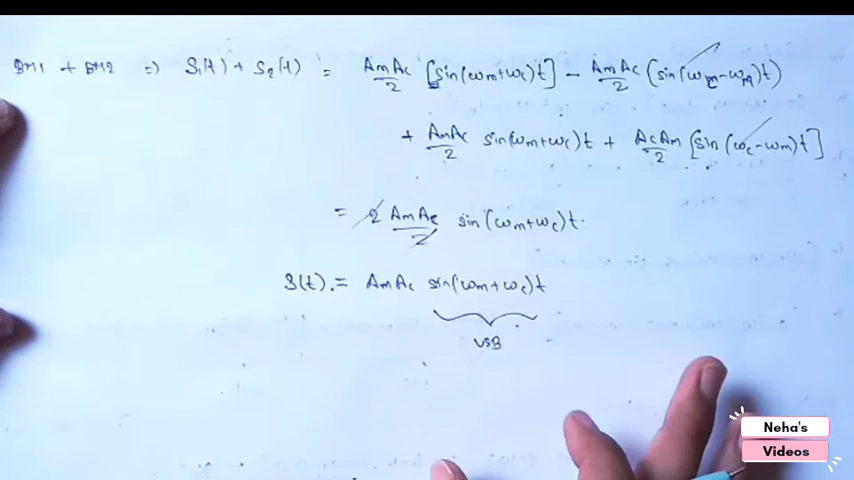 BM1 + BM2 ⇒ S₁(t) + S₂(t) = AmAc/2 [sin(ωm+ωc)t] − AmAc/2 (sin(ωc−ωm)t)
+ AmAc/2 sin(ωm+ωc)t + AcAm/2 [sin(ωc−ωm)t]
= 2 AmAc/2 sin(ωm+ωc)t.
S(t) = AmAc sin(ωm+ωc)t
USB
Neha's
Videos